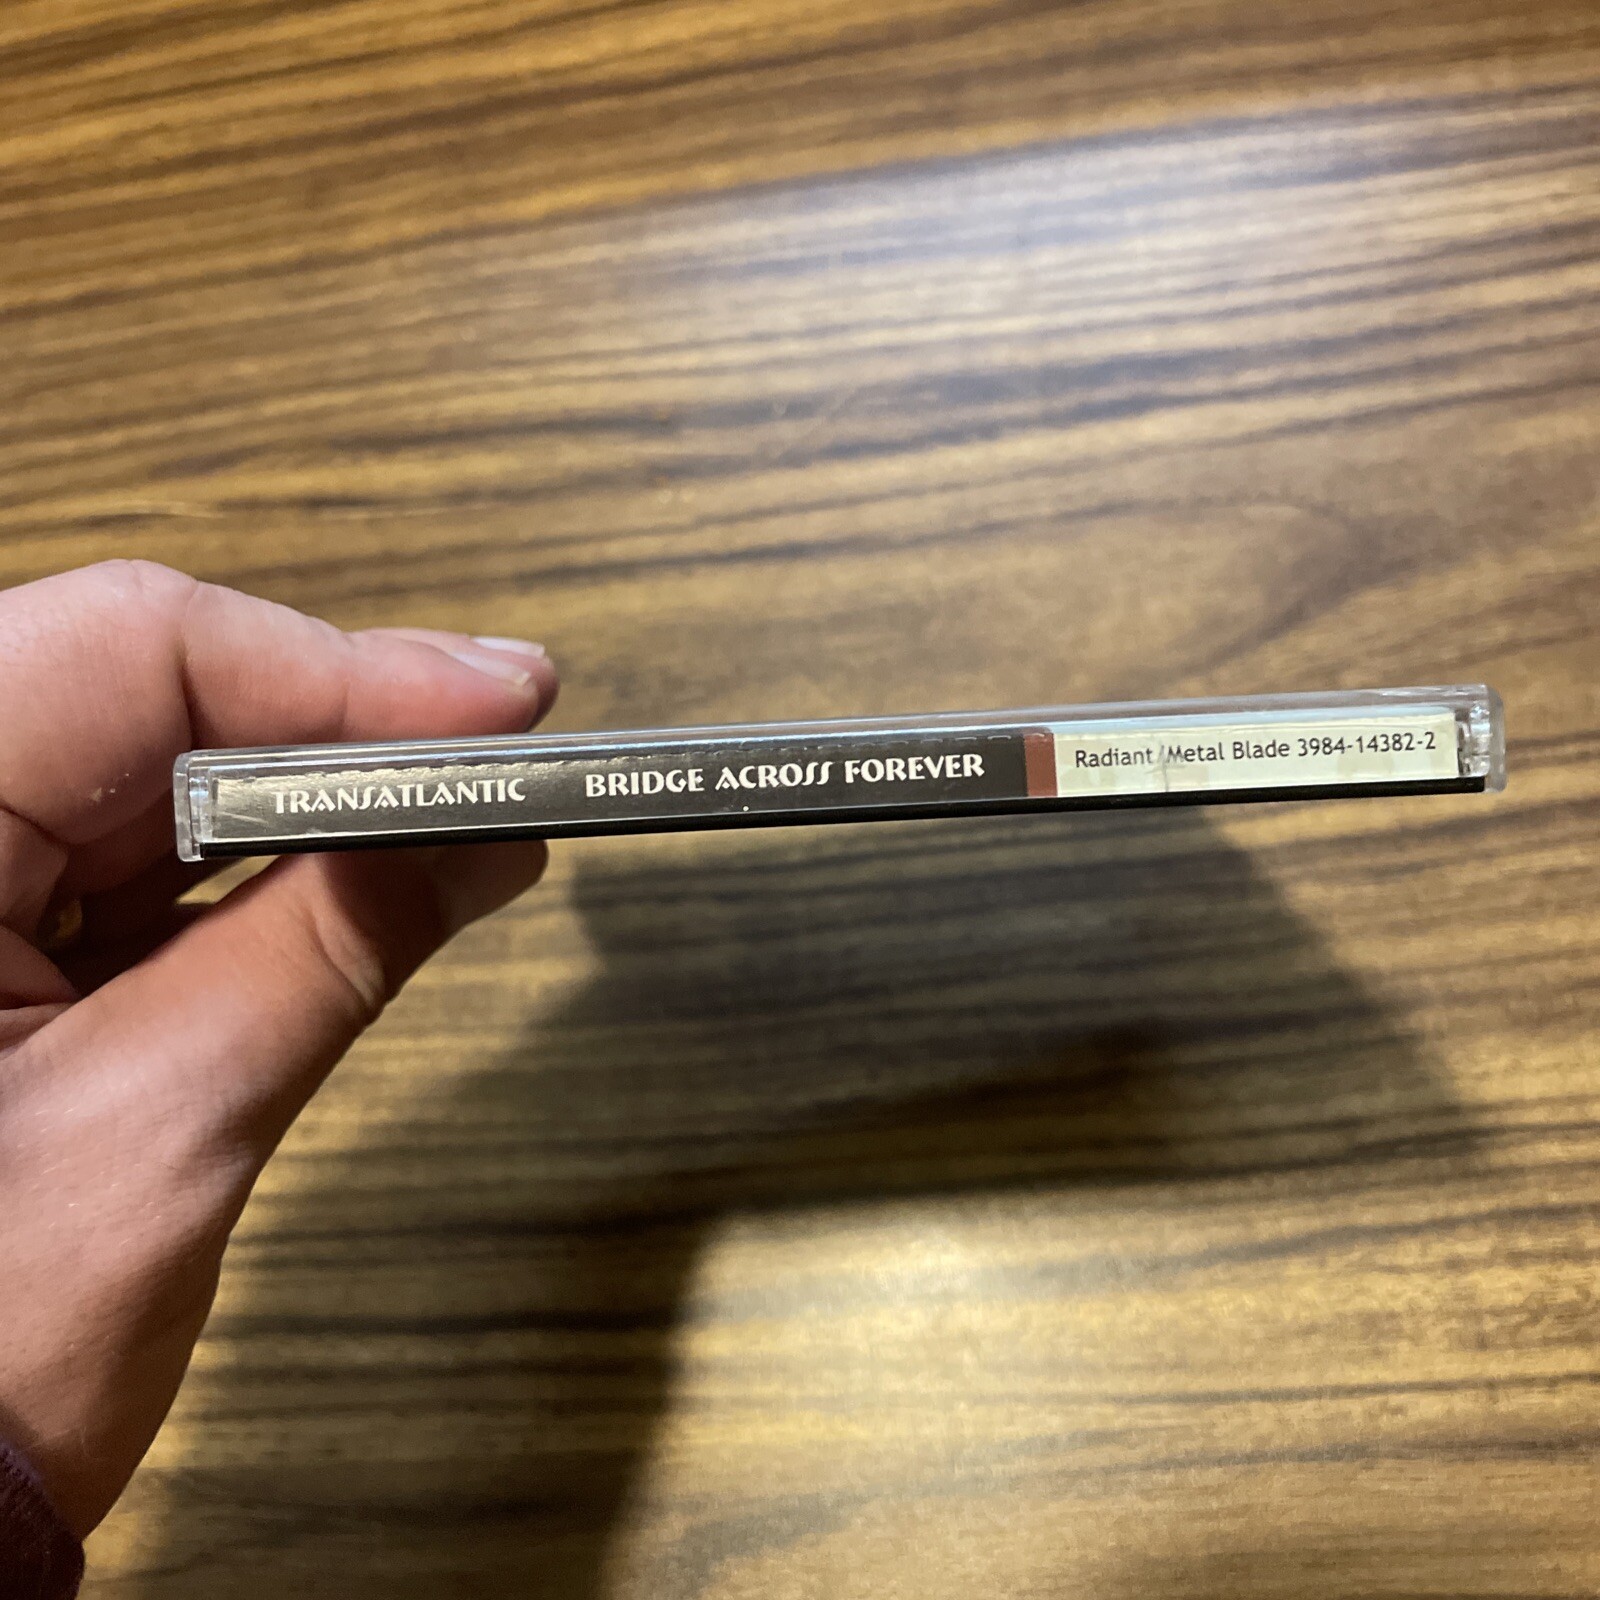 TRANSATLANTIC BRIDGE ACROSS FOREVER Radiant/Metal Blade 3984-14382-2